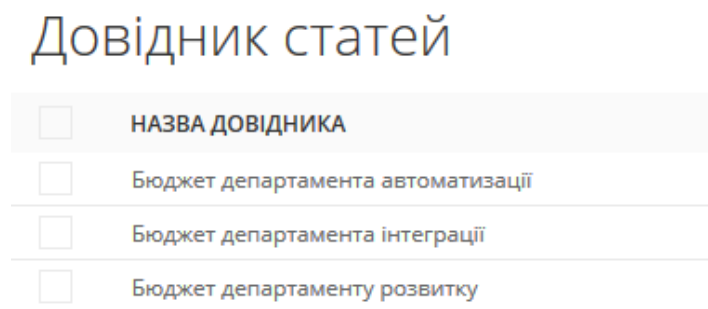 Довідник статей
НАЗВА ДОВІДНИКА
Бюджет департамента автоматизації
Бюджет департамента інтеграції
Бюджет департаменту розвитку